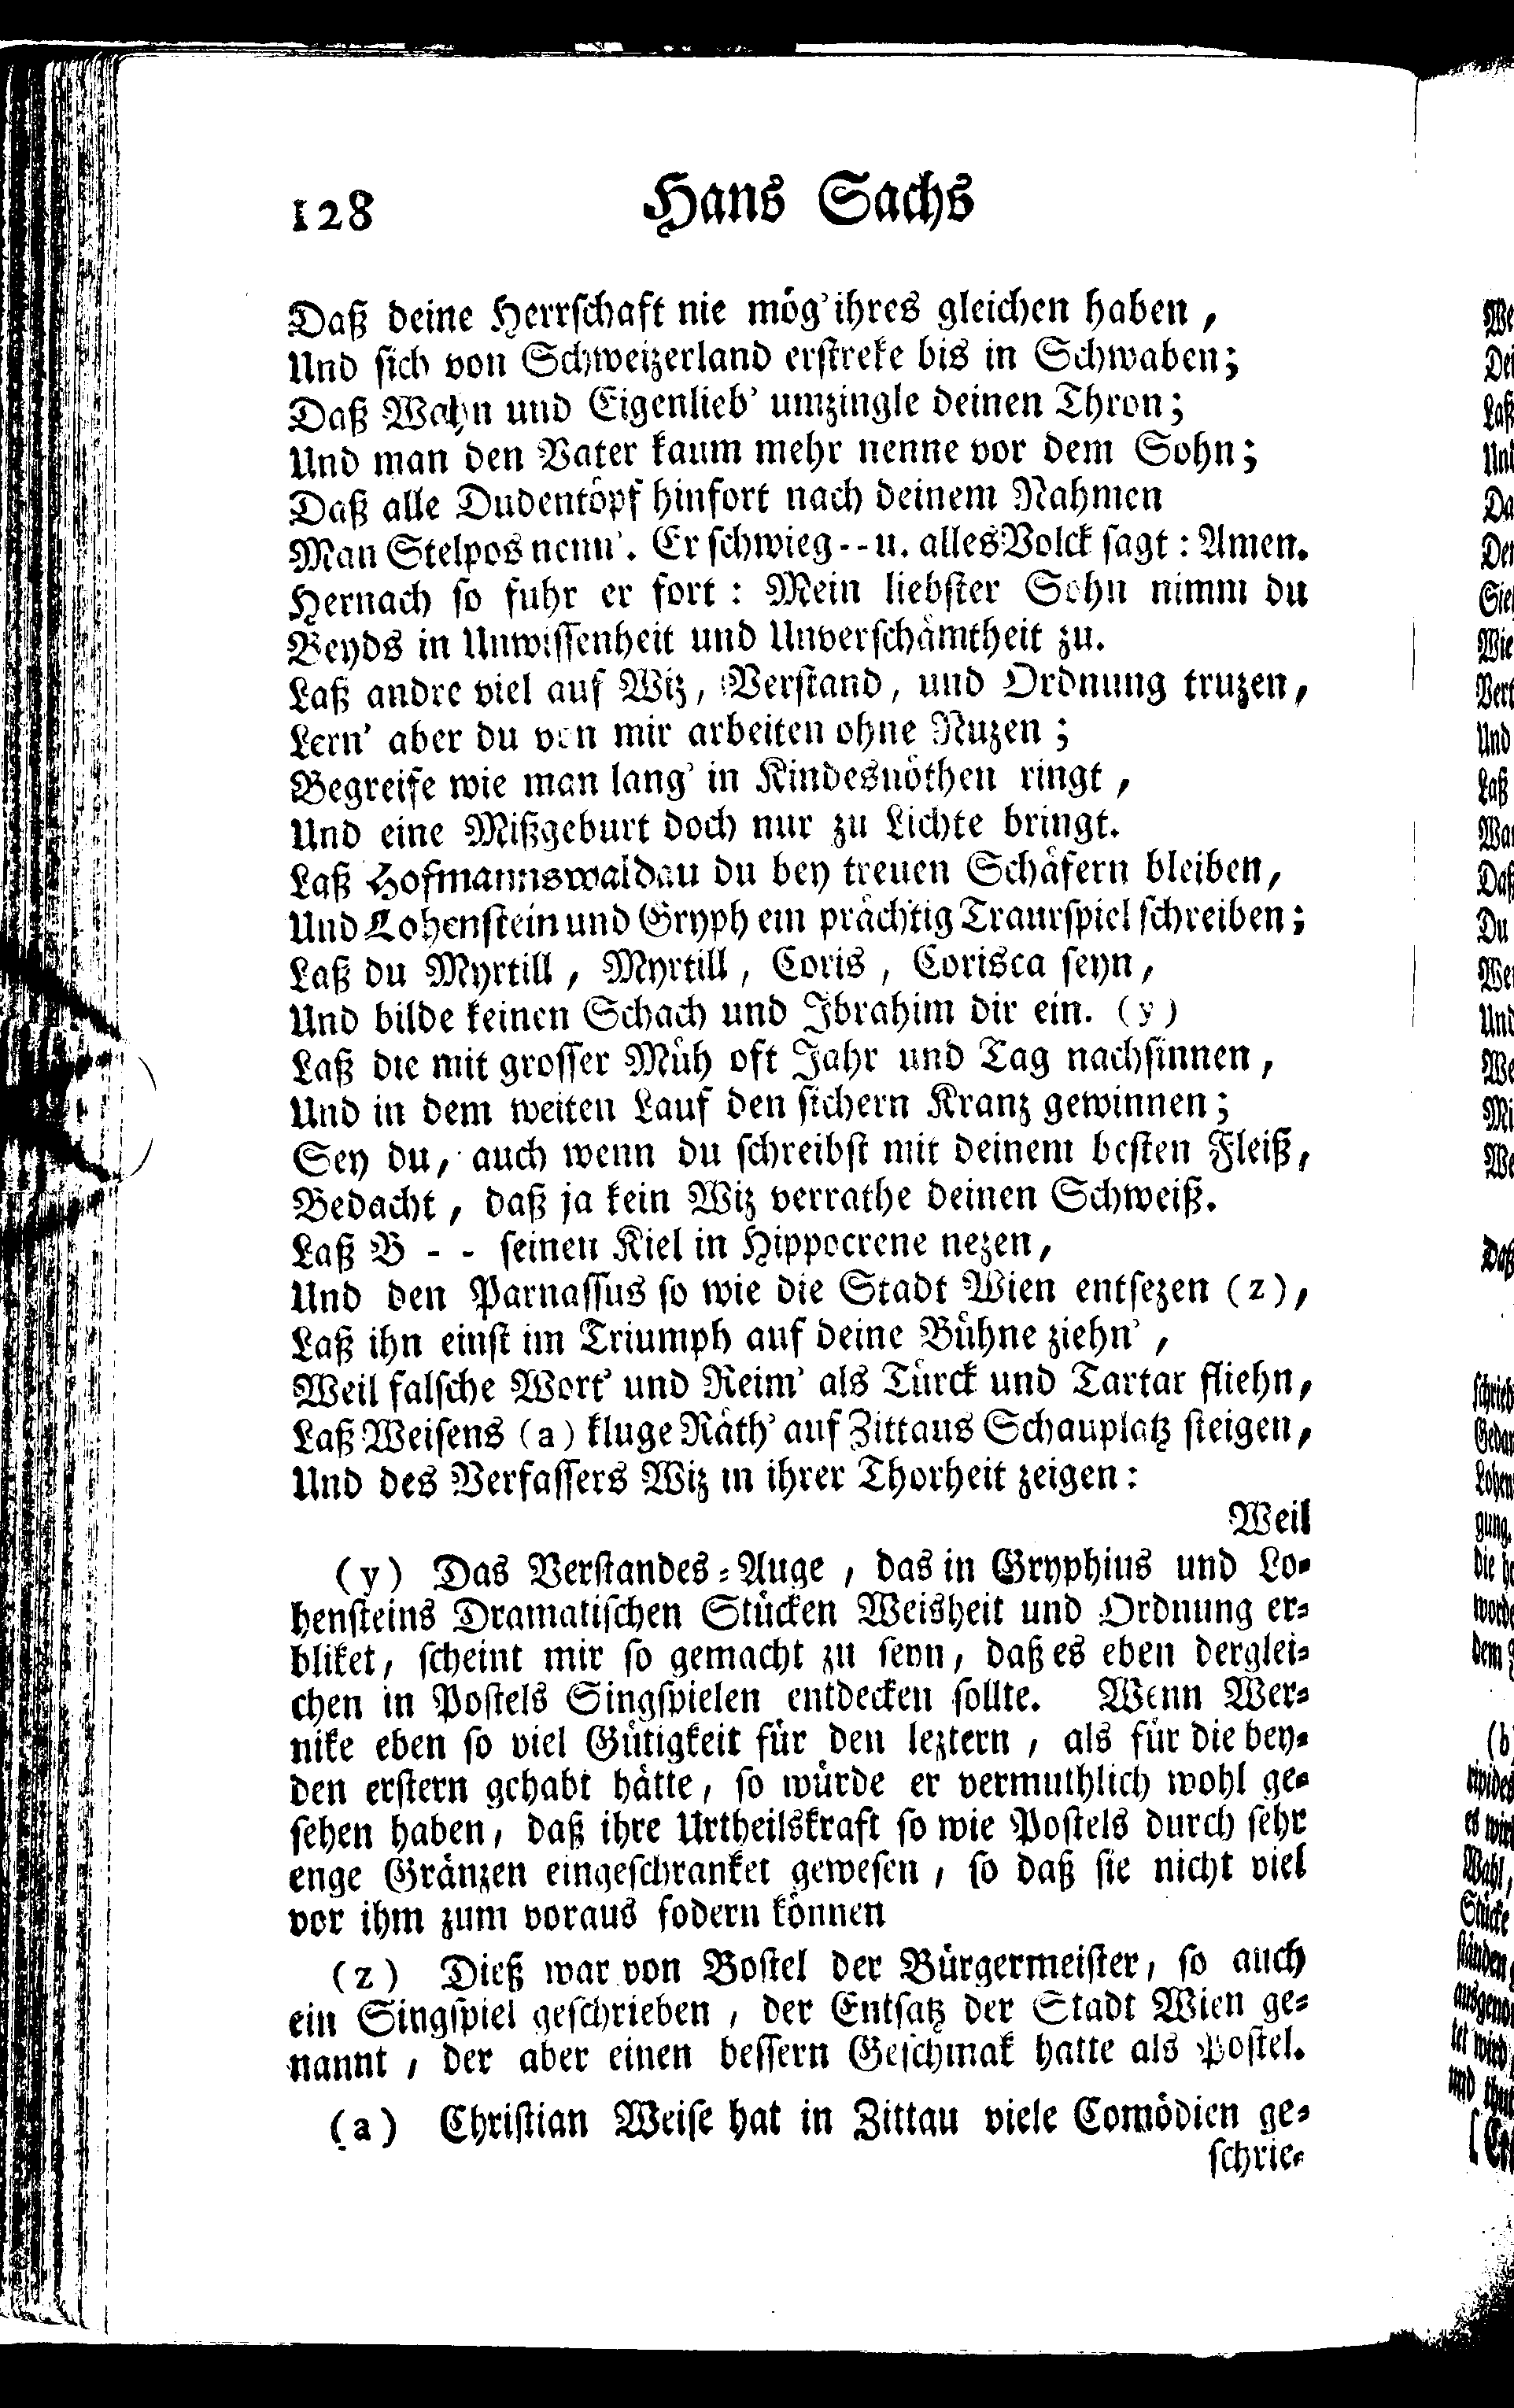 128 Hans Sachs
Daß deine Herrschaft nie mög' ihres gleichen haben,
Und sich von Schweizerland erstreke bis in Schwaben;
Daß Wahn und Eigenlieb' umzingle deinen Thron;
Und man den Vater kaum mehr nenne vor dem Sohn;
Daß alle Dudentöpf hinfort nach deinem Nahmen
Man Stelpos nenn'. Er schwieg -- u. alles Volck sagt: Amen.
Hernach so fuhr er fort: Mein liebster Sohn nimm du
Beyds in Unwissenheit und Unverschämtheit zu.
Laß andre viel auf Wiz, Verstand, und Ordnung truzen,
Lern' aber du von mir arbeiten ohne Nuzen;
Begreife wie man lang' in Kindesnöthen ringt,
Und eine Mißgeburt doch nur zu Lichte bringt.
Laß Hofmannswaldau du bey treuen Schäfern bleiben,
Und Lohenstein und Gryph ein prächtig Traurspiel schreiben;
Laß du Myrtill, Myrtill, Coris, Corisca seyn,
Und bilde keinen Schach und Ibrahim dir ein. (y)
Laß die mit grosser Müh oft Jahr und Tag nachsinnen,
Und in dem weiten Lauf den sichern Kranz gewinnen;
Sey du, auch wenn du schreibst mit deinem besten Fleiß,
Bedacht, daß ja kein Wiz verrathe deinen Schweiß.
Laß B - - seinen Kiel in Hippocrene nezen,
Und den Parnassus so wie die Stadt Wien entsezen (z),
Laß ihn einst im Triumph auf deine Bühne ziehn',
Weil falsche Wort' und Reim' als Türck und Tartar fliehn,
Laß Weisens (a) kluge Räth' auf Zittaus Schauplatz steigen,
Und des Verfassers Wiz in ihrer Thorheit zeigen:
Weil
(y) Das Verstandes-Auge, das in Gryphius und Lo-
hensteins Dramatischen Stücken Weisheit und Ordnung er-
bliket, scheint mir so gemacht zu seyn, daß es eben derglei-
chen in Postels Singspielen entdecken sollte. Wenn Wer-
nike eben so viel Gütigkeit für den leztern, als für die bey-
den erstern gehabt hätte, so würde er vermuthlich wohl ge-
sehen haben, daß ihre Urtheilskraft so wie Postels durch sehr
enge Gränzen eingeschranket gewesen, so daß sie nicht viel
vor ihm zum voraus fodern können
(z) Dieß war von Bostel der Bürgermeister, so auch
ein Singspiel geschrieben, der Entsatz der Stadt Wien ge-
nannt, der aber einen bessern Geschmak hatte als Postel.
(a) Christian Weise hat in Zittau viele Comödien ge-
schrie-